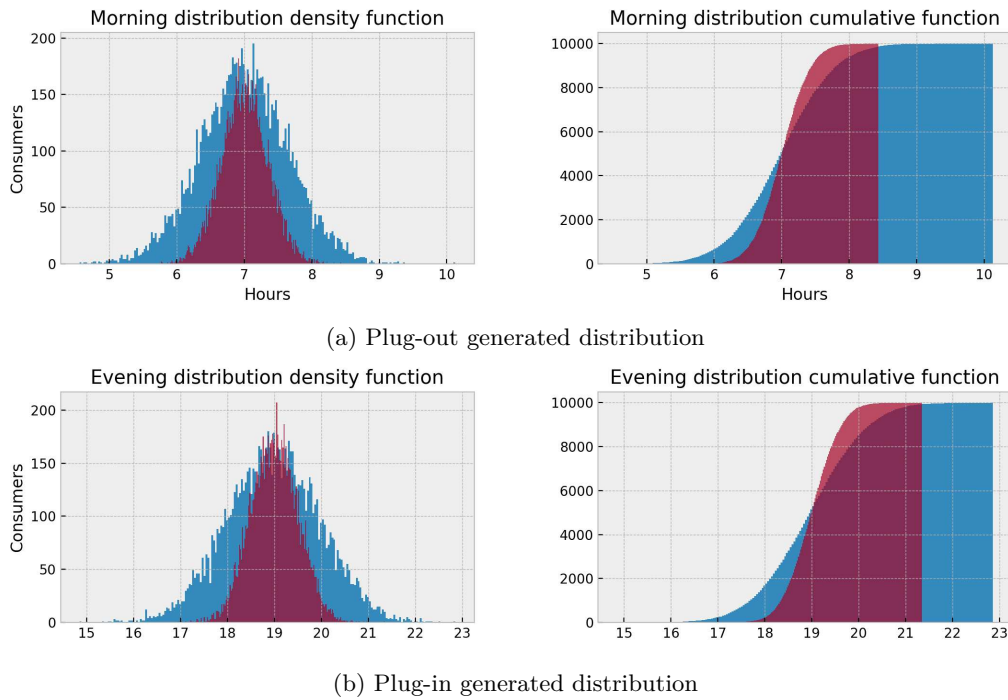 Morning distribution density function
Morning distribution cumulative function
200
150
100
50
0
Consumers
5 6 7 8 9 10
Hours
10000
8000
6000
4000
2000
0
5 6 7 8 9 10
Hours
(a) Plug-out generated distribution
Evening distribution density function
Evening distribution cumulative function
200
150
100
50
0
Consumers
15 16 17 18 19 20 21 22 23
10000
8000
6000
4000
2000
0
15 16 17 18 19 20 21 22 23
(b) Plug-in generated distribution